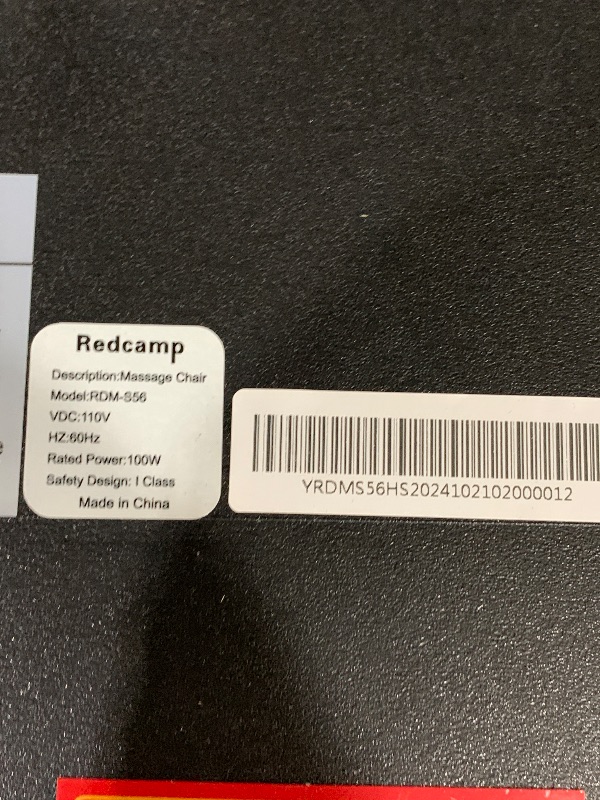 Redcamp
Description:Massage Chair
Model:RDM-S56
VDC:110V
HZ:60Hz
Rated Power:100W
Safety Design: I Class
Made in China
YRDMS56HS2024102102000012